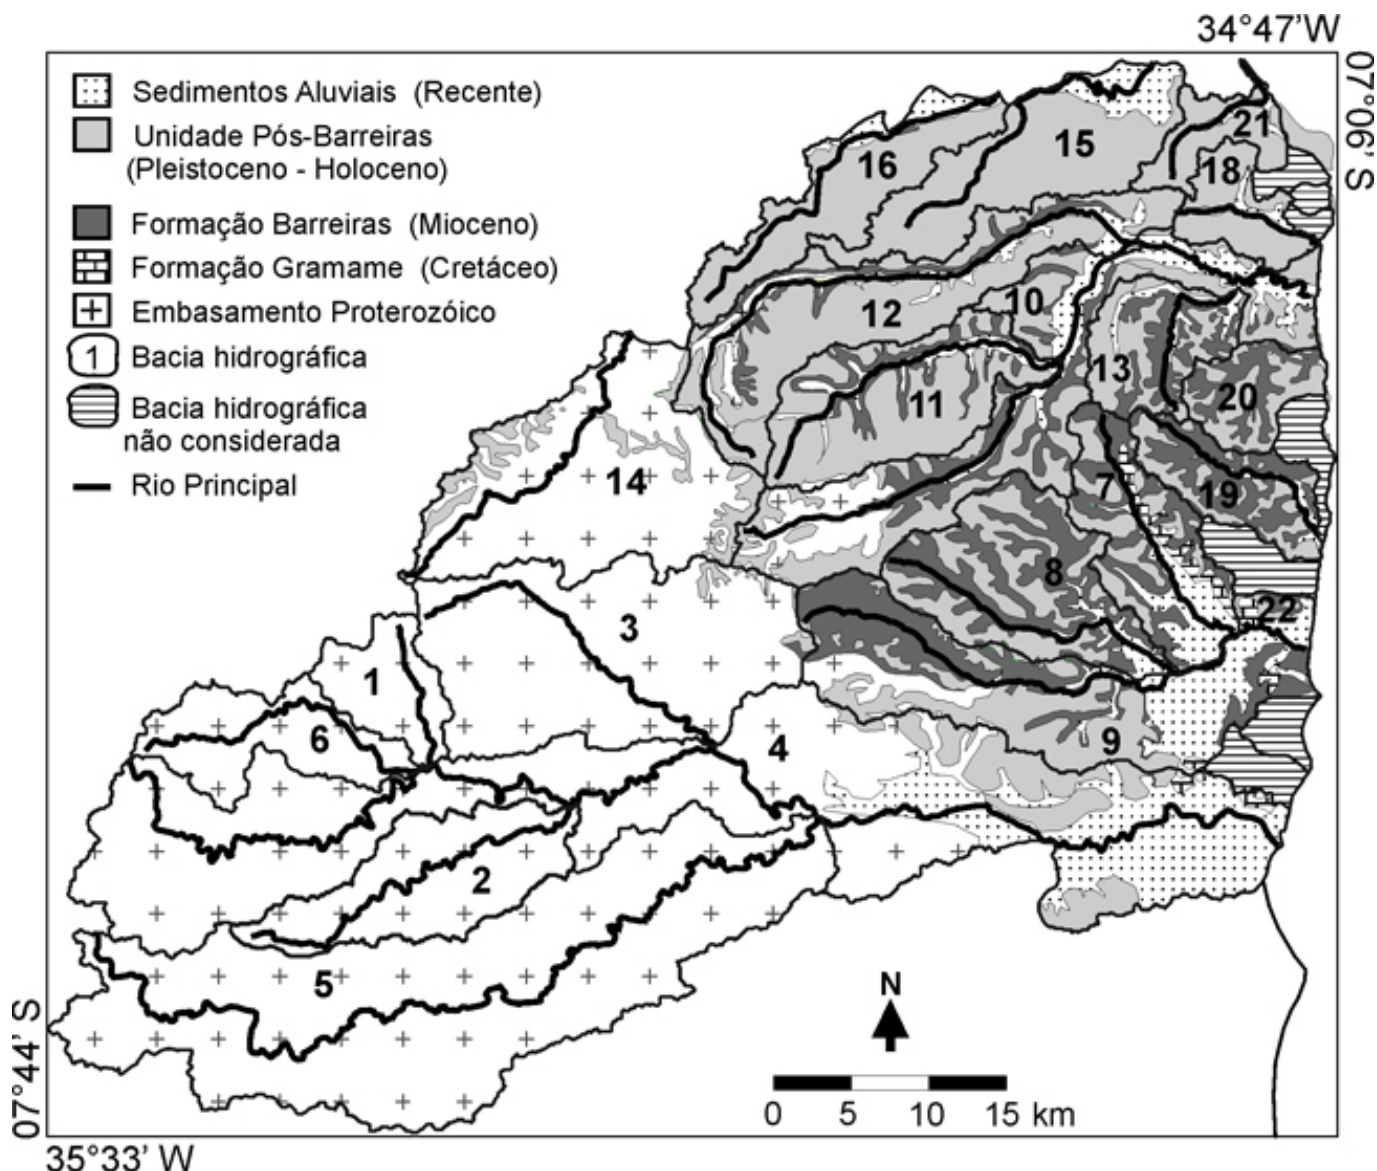 34°47'W
07°06' S
Sedimentos Aluviais (Recente)
Unidade Pós-Barreiras
(Pleistoceno - Holoceno)
Formação Barreiras (Mioceno)
Formação Gramame (Cretáceo)
Embasamento Proterozóico
1 Bacia hidrográfica
Bacia hidrográfica
não considerada
Rio Principal
21
15
16
18
10
12
13
20
11
14
7
19
8
22
3
1
6
4
9
2
5
N
0 5 10 15 km
07°44' S
35°33' W